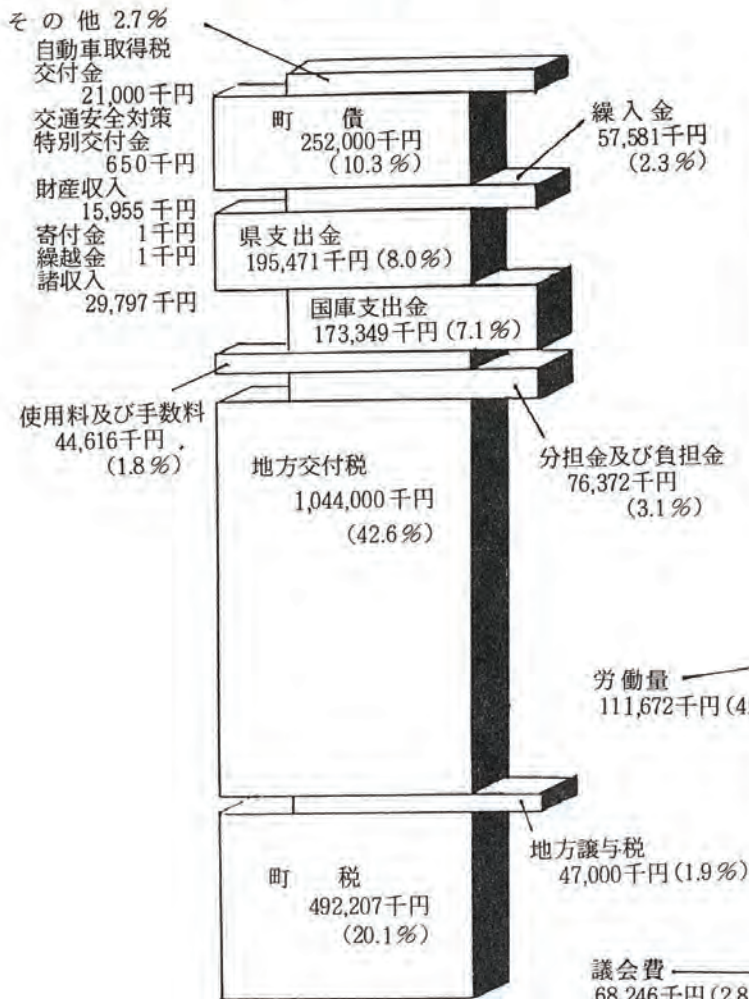 その他 2.7%
自動車取得税
交付金
21,000千円
交通安全対策
特別交付金
650千円
財産収入
15,955千円
寄付金 1千円
繰越金 1千円
諸収入
29,797千円
町債
252,000千円
(10.3%)
繰入金
57,581千円
(2.3%)
県支出金
195,471千円(8.0%)
国庫支出金
173,349千円(7.1%)
使用料及び手数料
44,616千円
(1.8%)
分担金及び負担金
76,372千円
(3.1%)
地方交付税
1,044,000千円
(42.6%)
労働量
111,672千円(4.
地方譲与税
47,000千円(1.9%)
町税
492,207千円
(20.1%)
議会費
68,246千円(2.8